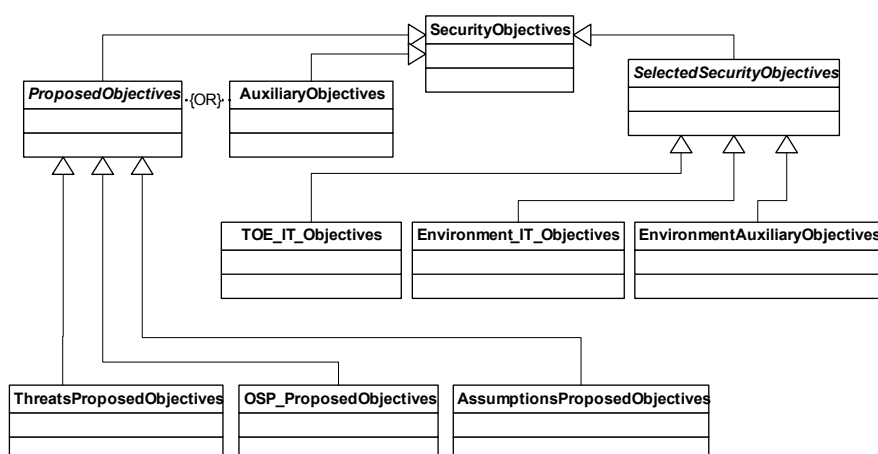 SecurityObjectives
SelectedSecurityObjectives
ProposedObjectives
{OR}
AuxiliaryObjectives
TOE_IT_Objectives
Environment_IT_Objectives
EnvironmentAuxiliaryObjectives
ThreatsProposedObjectives
OSP_ProposedObjectives
AssumptionsProposedObjectives